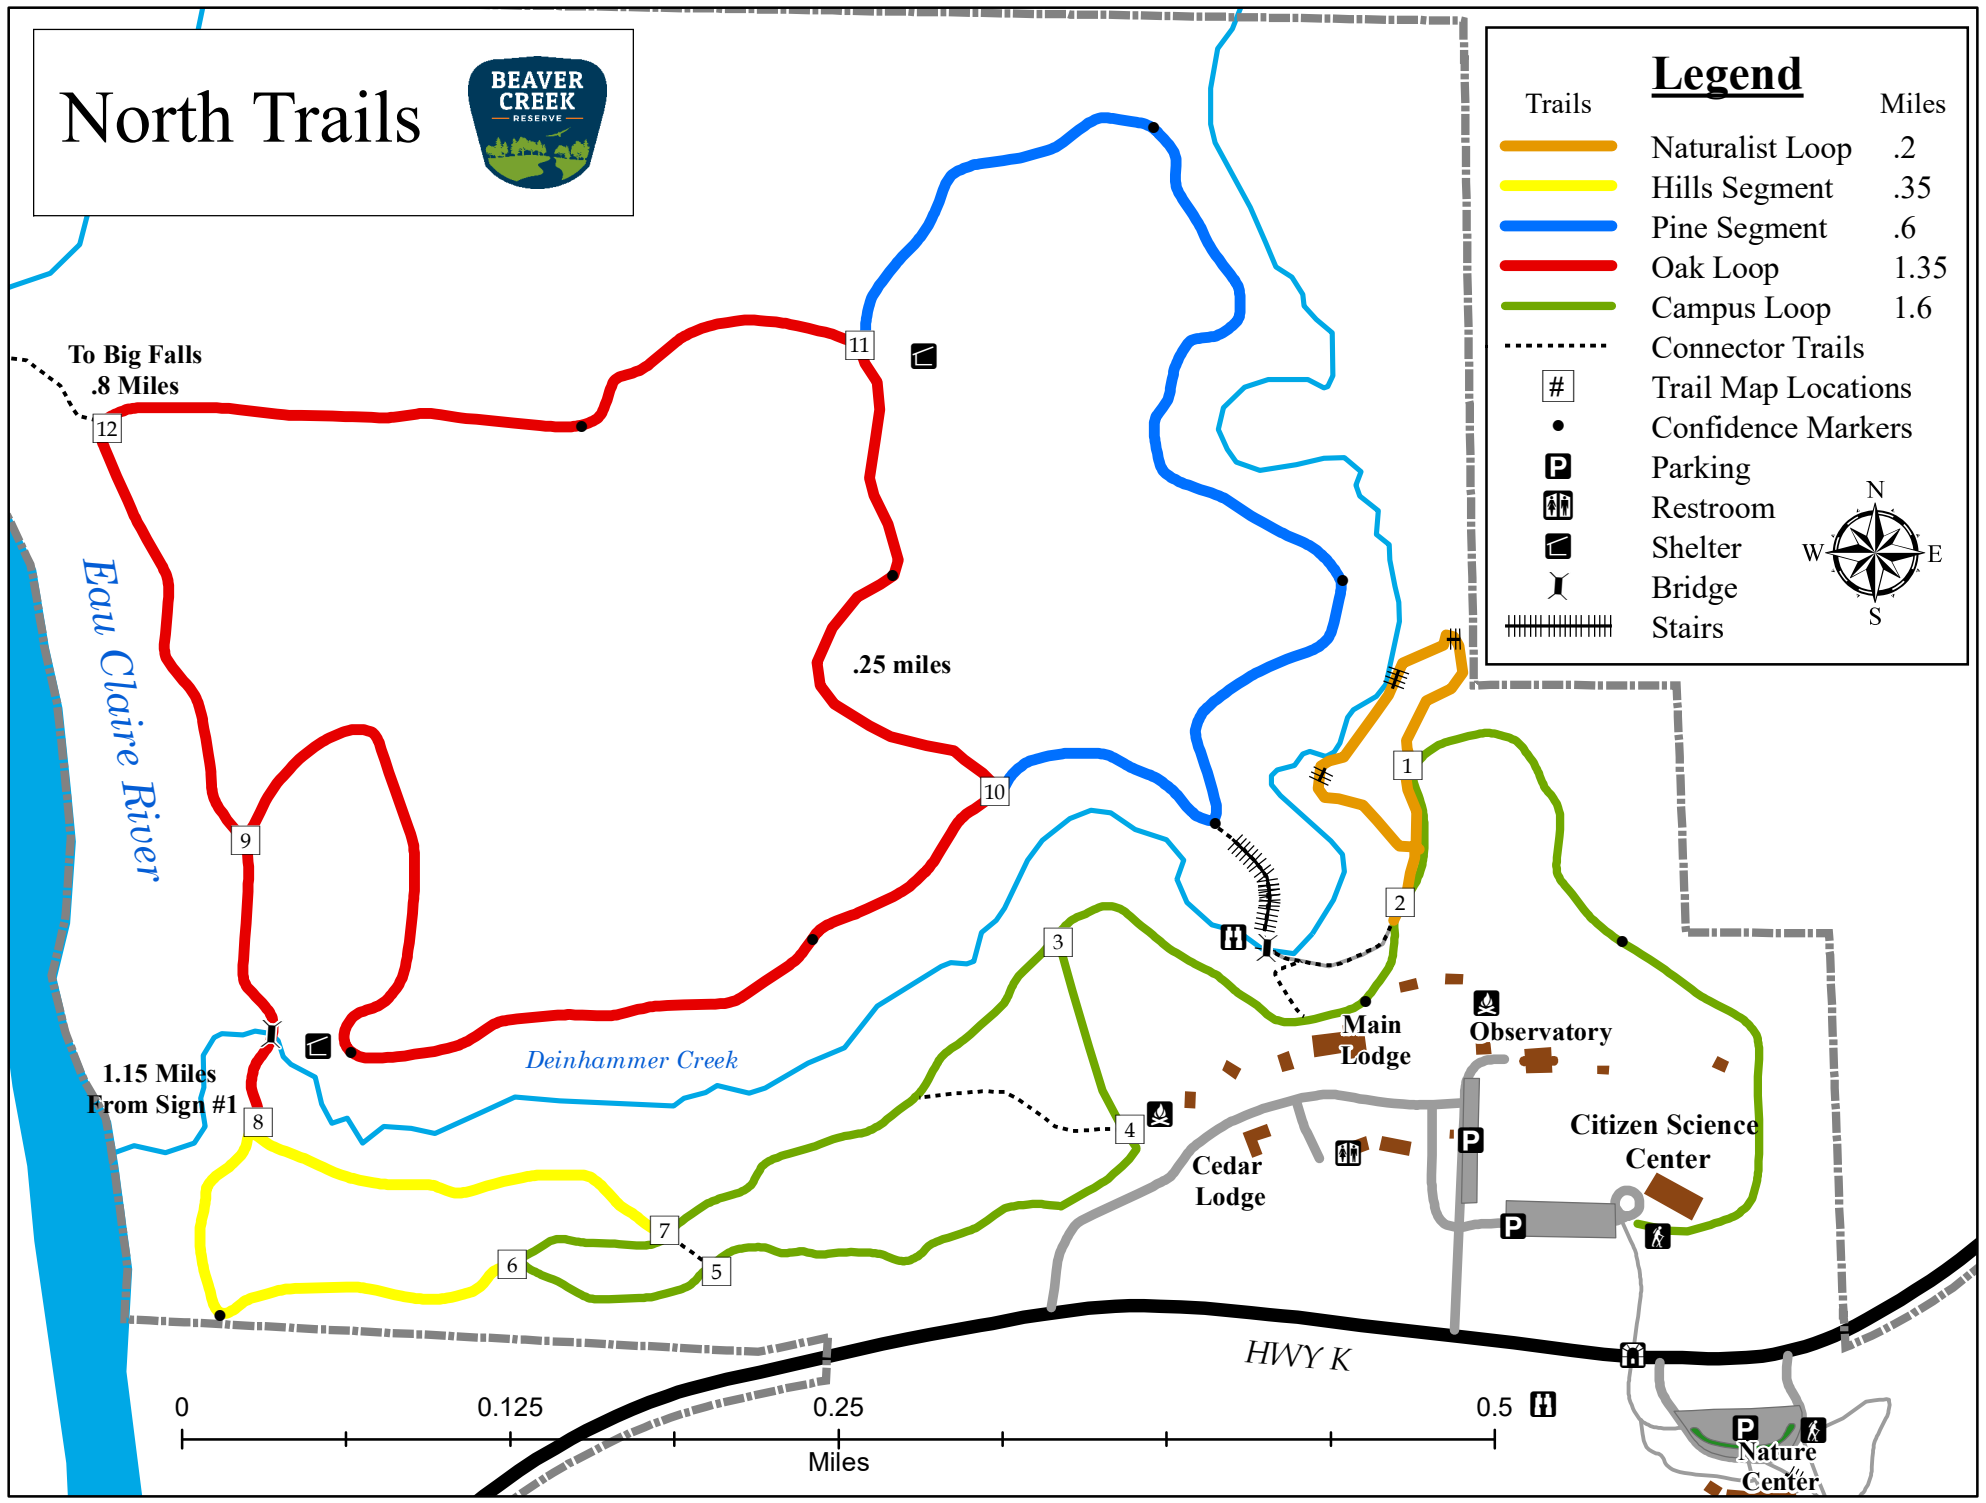 North Trails
BEAVER
CREEK
RESERVE
Legend
Trails Miles
Naturalist Loop .2
Hills Segment .35
Pine Segment .6
Oak Loop 1.35
Campus Loop 1.6
Connector Trails
# Trail Map Locations
Confidence Markers
P Parking
Restroom
Shelter
Bridge
Stairs
N
W E
S
To Big Falls
.8 Miles
11
12
Eau Claire River
.25 miles
1
10
9
2
3
Main
Lodge
Observatory
Deinhammer Creek
1.15 Miles
From Sign #1
8
4
P
Citizen Science
Center
Cedar
Lodge
7
6
5
P
HWY K
0 0.125 0.25 0.5
Miles
P
Nature
Center